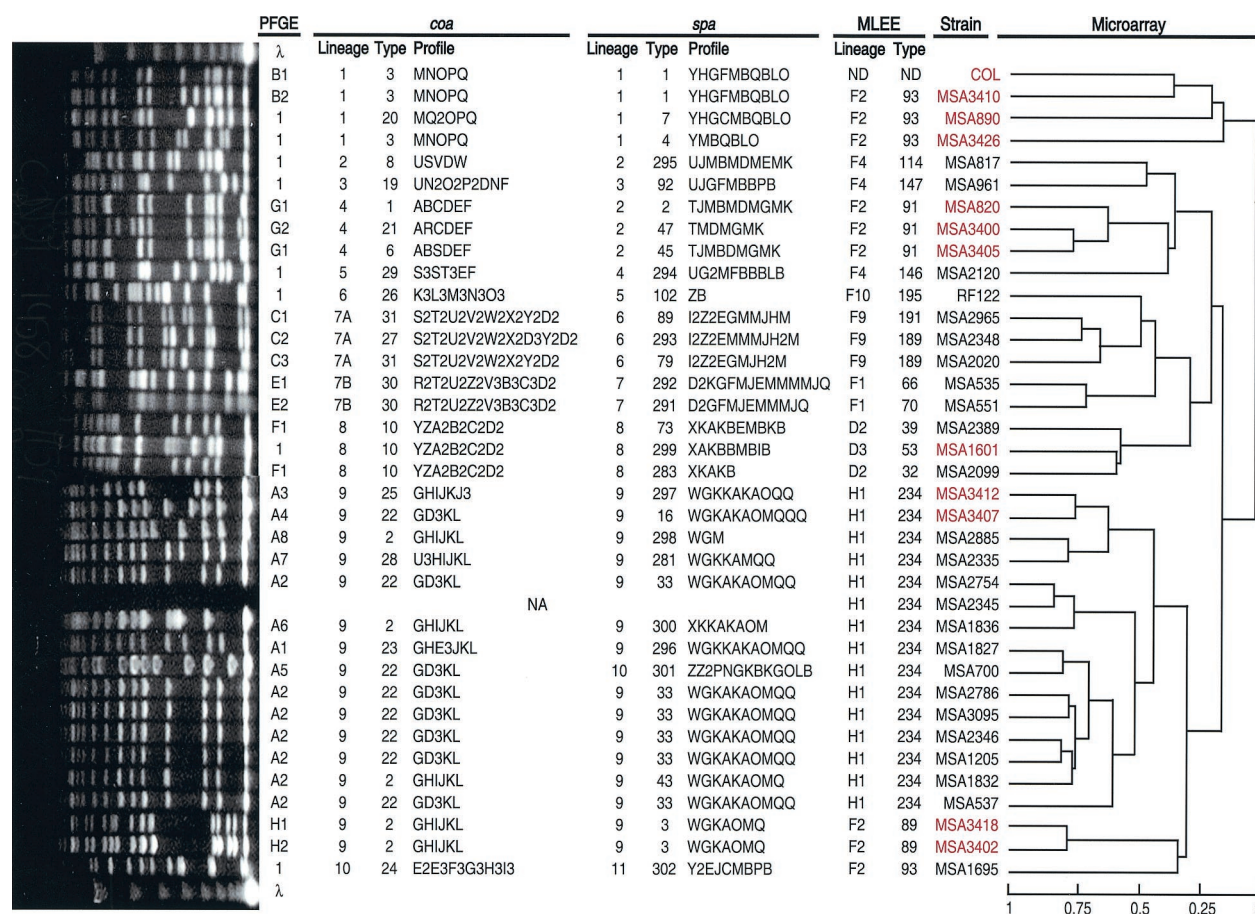 PFGE coa spa MLEE Strain Microarray
λ Lineage Type Profile Lineage Type Profile Lineage Type
B1 1 3 MNOPQ 1 1 YHGFMBQBLO ND ND COL
B2 1 3 MNOPQ 1 1 YHGFMBQBLO F2 93 MSA3410
1 1 20 MQ2OPQ 1 7 YHGCMBQBLO F2 93 MSA890
1 1 3 MNOPQ 1 4 YMBQBLO F2 93 MSA3426
1 2 8 USVDW 2 295 UJMBMDMEMK F4 114 MSA817
1 3 19 UN2O2P2DNF 3 92 UJGFMBBPB F4 147 MSA961
G1 4 1 ABCDEF 2 2 TJMBMDMGMK F2 91 MSA820
G2 4 21 ARCDEF 2 47 TMDMGMK F2 91 MSA3400
G1 4 6 ABSDEF 2 45 TJMBDMGMK F2 91 MSA3405
1 5 29 S3ST3EF 4 294 UG2MFBBBLB F4 146 MSA2120
1 6 26 K3L3M3N3O3 5 102 ZB F10 195 RF122
C1 7A 31 S2T2U2V2W2X2Y2D2 6 89 I2Z2EGMMJHM F9 191 MSA2965
C2 7A 27 S2T2U2V2W2X2D3Y2D2 6 293 I2Z2EMMMJH2M F9 189 MSA2348
C3 7A 31 S2T2U2V2W2X2Y2D2 6 79 I2Z2EGMJH2M F9 189 MSA2020
E1 7B 30 R2T2U2Z2V3B3C3D2 7 292 D2KGFMJEMMMMJQ F1 66 MSA535
E2 7B 30 R2T2U2Z2V3B3C3D2 7 291 D2GFMJEMMMJQ F1 70 MSA551
F1 8 10 YZA2B2C2D2 8 73 XKAKBEMBKB D2 39 MSA2389
1 8 10 YZA2B2C2D2 8 299 XAKBBMBIB D3 53 MSA1601
F1 8 10 YZA2B2C2D2 8 283 XKAKB D2 32 MSA2099
A3 9 25 GHIJKJ3 9 297 WGKKAKAOQQ H1 234 MSA3412
A4 9 22 GD3KL 9 16 WGKAKAOMQQQ H1 234 MSA3407
A8 9 2 GHIJKL 9 298 WGM H1 234 MSA2885
A7 9 28 U3HIJKL 9 281 WGKKAMQQ H1 234 MSA2335
A2 9 22 GD3KL 9 33 WGKAKAOMQQ H1 234 MSA2754
NA H1 234 MSA2345
A6 9 2 GHIJKL 9 300 XKKAKAOM H1 234 MSA1836
A1 9 23 GHE3JKL 9 296 WGKKAKAOMQQ H1 234 MSA1827
A5 9 22 GD3KL 10 301 ZZ2PNGKBKGOLB H1 234 MSA700
A2 9 22 GD3KL 9 33 WGKAKAOMQQ H1 234 MSA2786
A2 9 22 GD3KL 9 33 WGKAKAOMQQ H1 234 MSA3095
A2 9 22 GD3KL 9 33 WGKAKAOMQQ H1 234 MSA2346
A2 9 22 GD3KL 9 33 WGKAKAOMQQ H1 234 MSA1205
A2 9 2 GHIJKL 9 43 WGKAKAOMQ H1 234 MSA1832
A2 9 22 GD3KL 9 33 WGKAKAOMQQ H1 234 MSA537
H1 9 2 GHIJKL 9 3 WGKAOMQ F2 89 MSA3418
H2 9 2 GHIJKL 9 3 WGKAOMQ F2 89 MSA3402
1 10 24 E2E3F3G3H3I3 11 302 Y2EJCMBPB F2 93 MSA1695
λ
1 0.75 0.5 0.25